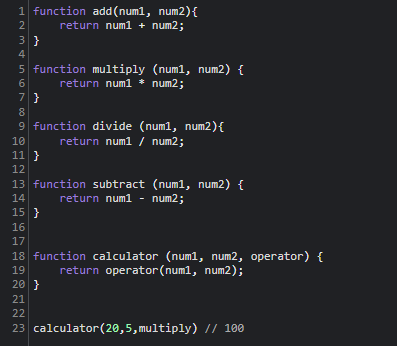 1 function add(num1, num2){
2     return num1 + num2;
3 }
4
5 function multiply (num1, num2) {
6     return num1 * num2;
7 }
8
9 function divide (num1, num2){
10     return num1 / num2;
11 }
12
13 function subtract (num1, num2) {
14     return num1 - num2;
15 }
16
17
18 function calculator (num1, num2, operator) {
19     return operator(num1, num2);
20 }
21
22
23 calculator(20,5,multiply) // 100